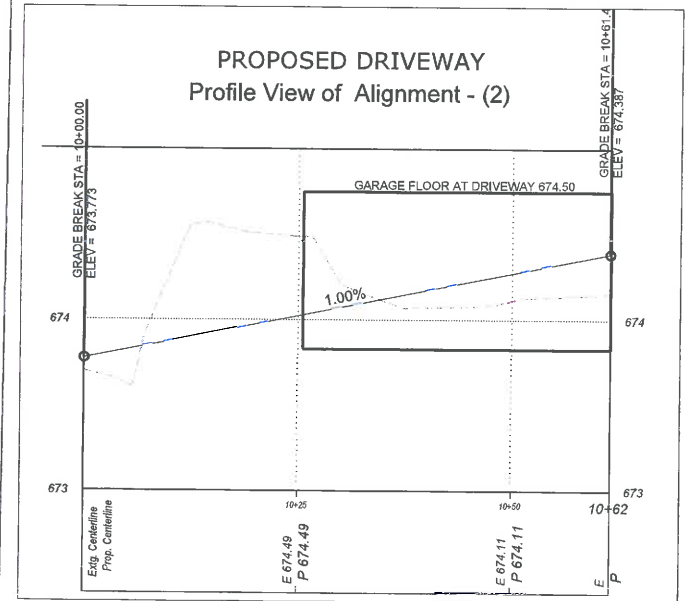 PROPOSED DRIVEWAY
Profile View of Alignment - (2)
GRADE BREAK STA = 10+00.00
ELEV = 673.773
GRADE BREAK STA = 10+61.4
ELEV = 674.387
GARAGE FLOOR AT DRIVEWAY 674.50
1.00%
674
674
673
673
10+25
10+50
10+62
Extg. Centerline
Prop. Centerline
E 674.49
P 674.49
E 674.11
P 674.11
E
P